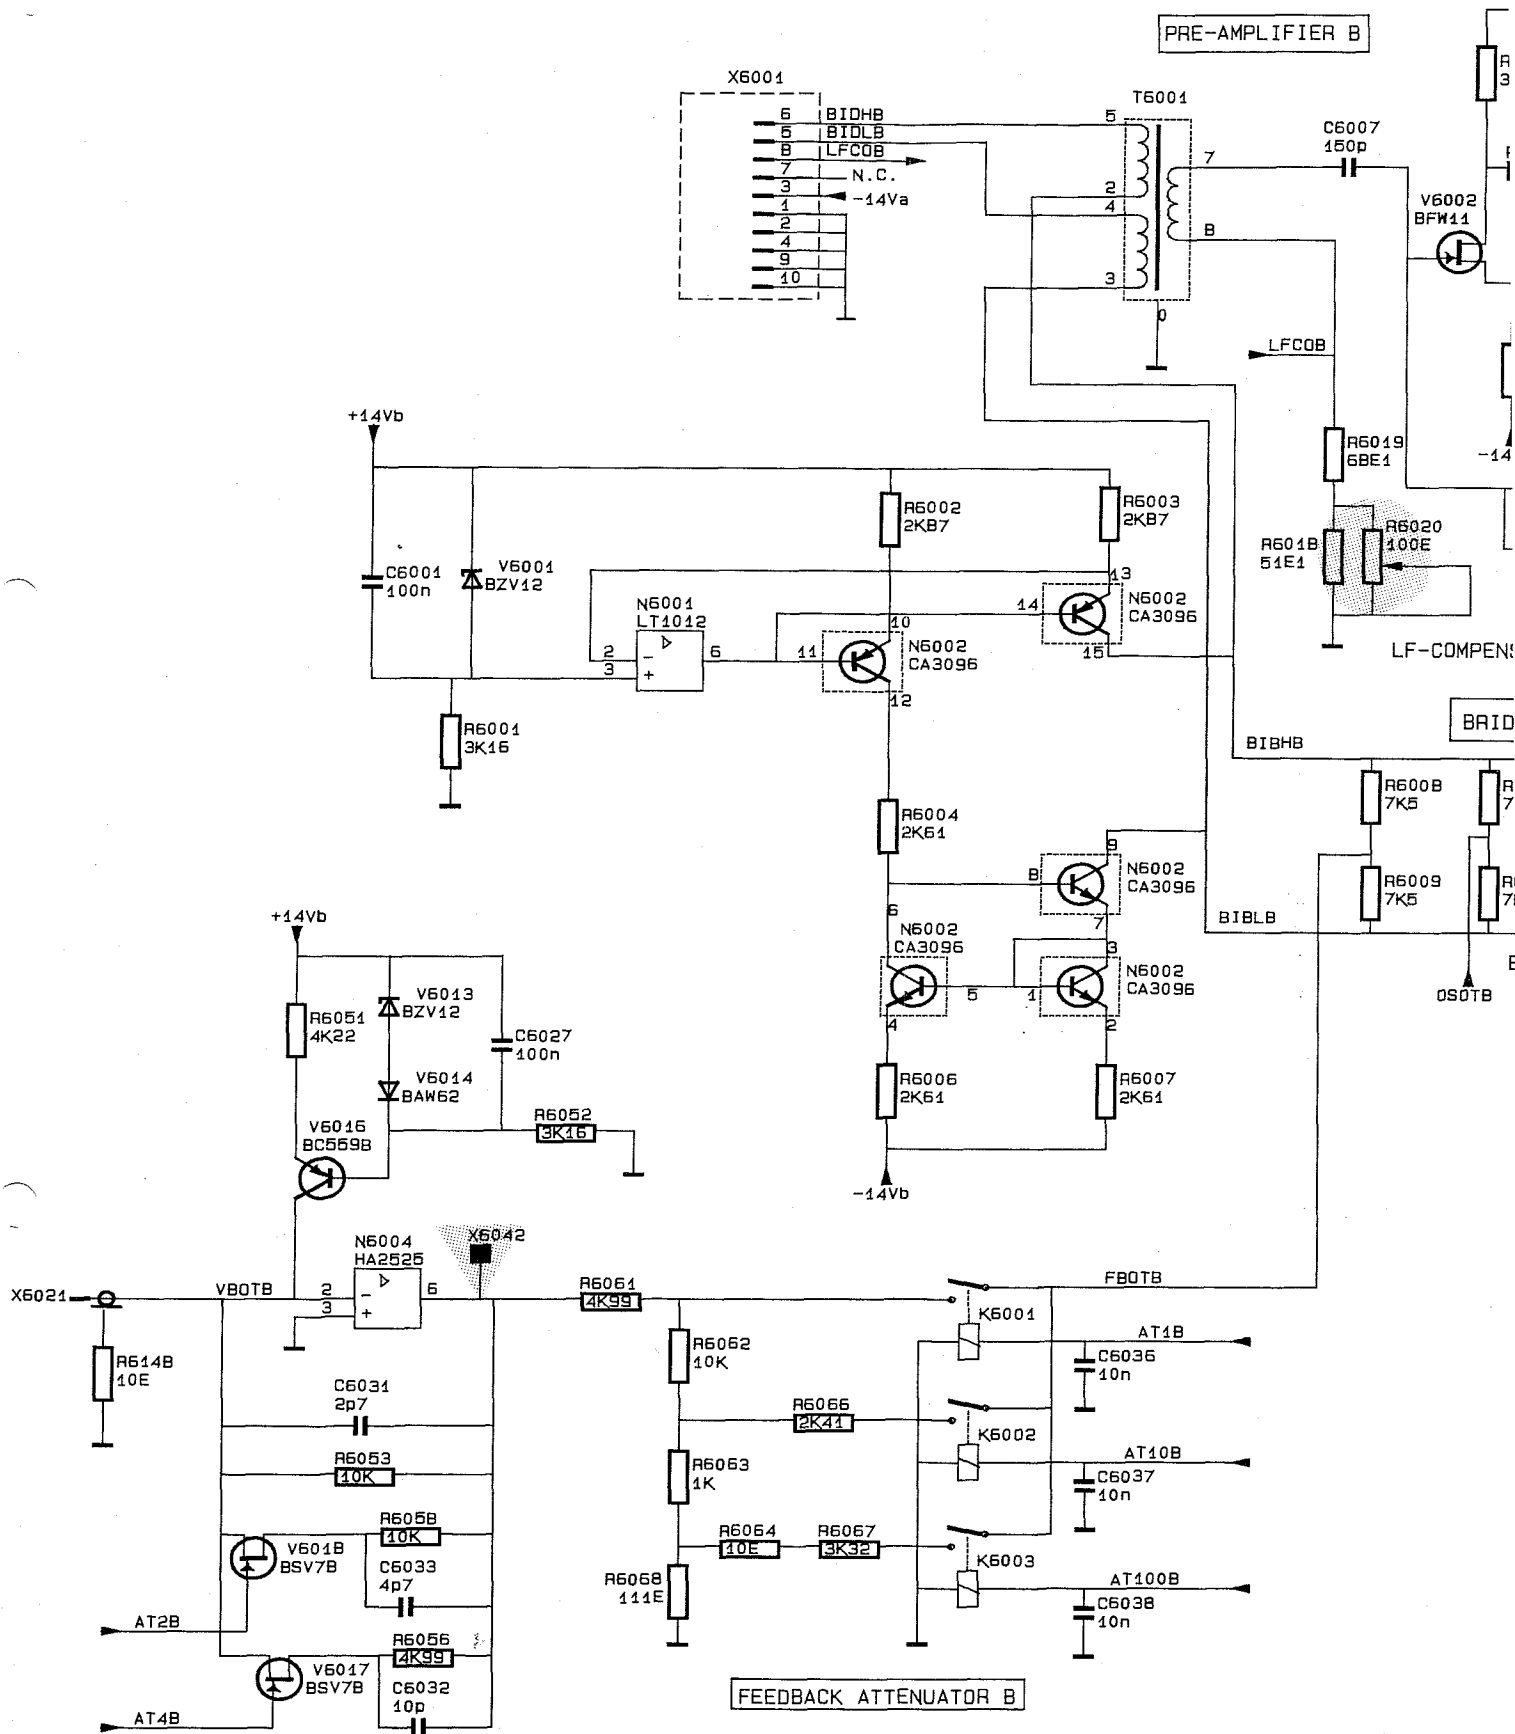 PRE-AMPLIFIER B
X6001
6 BIDHB
5 BIDLB
8 LFCOB
7 N.C.
3 -14Va
1
2
4
9
10
T6001
5
2
4
3
7
8
0
C6007
150p
V6002
BFW11
R
3
LFCOB
R6019
68E1
-14
R6018
51E1
R6020
100E
LF-COMPENS
+14Vb
C6001
100n
V6001
BZV12
R6001
3K16
N6001
LT1012
2
-
3
+
6
R6002
2K87
R6003
2K87
13
14
N6002
CA3096
15
10
11
N6002
CA3096
12
BRID
BIBHB
R6008
7K5
R
7
R6009
7K5
R
7
BIBLB
OSOTB
R6004
2K61
9
8
N6002
CA3096
7
6
N6002
CA3096
5
4
3
1
N6002
CA3096
2
R6006
2K61
R6007
2K61
-14Vb
+14Vb
R6051
4K22
V6013
BZV12
C6027
100n
V6014
BAW62
R6052
3K16
V6016
BC559B
X6021
VBOTB
N6004
HA2525
2
-
3
+
6
X6042
R6148
10E
R6061
4K99
FBOTB
K6001
AT1B
R6062
10K
C6036
10n
C6031
2p7
R6066
2K41
K6002
AT10B
R6053
10K
R6063
1K
C6037
10n
R6058
10K
V6018
BSV78
C6033
4p7
R6064
10E
R6067
3K32
K6003
AT100B
R6068
111E
C6038
10n
AT2B
R6056
4K99
V6017
BSV78
C6032
10p
AT4B
FEEDBACK ATTENUATOR B